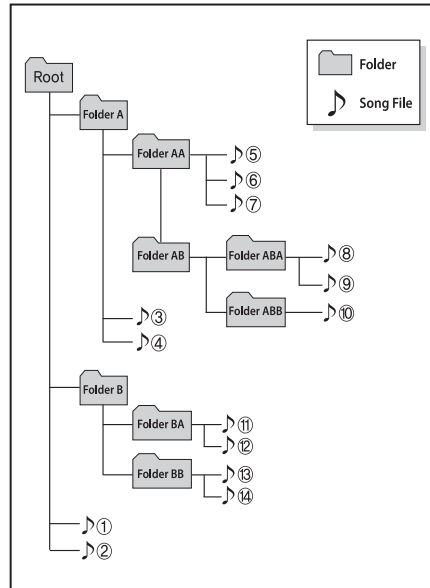 Root
Folder
Song File
Folder A
Folder AA
⑤
⑥
⑦
Folder AB
Folder ABA
⑧
⑨
Folder ABB
⑩
③
④
Folder B
Folder BA
⑪
⑫
Folder BB
⑬
⑭
①
②